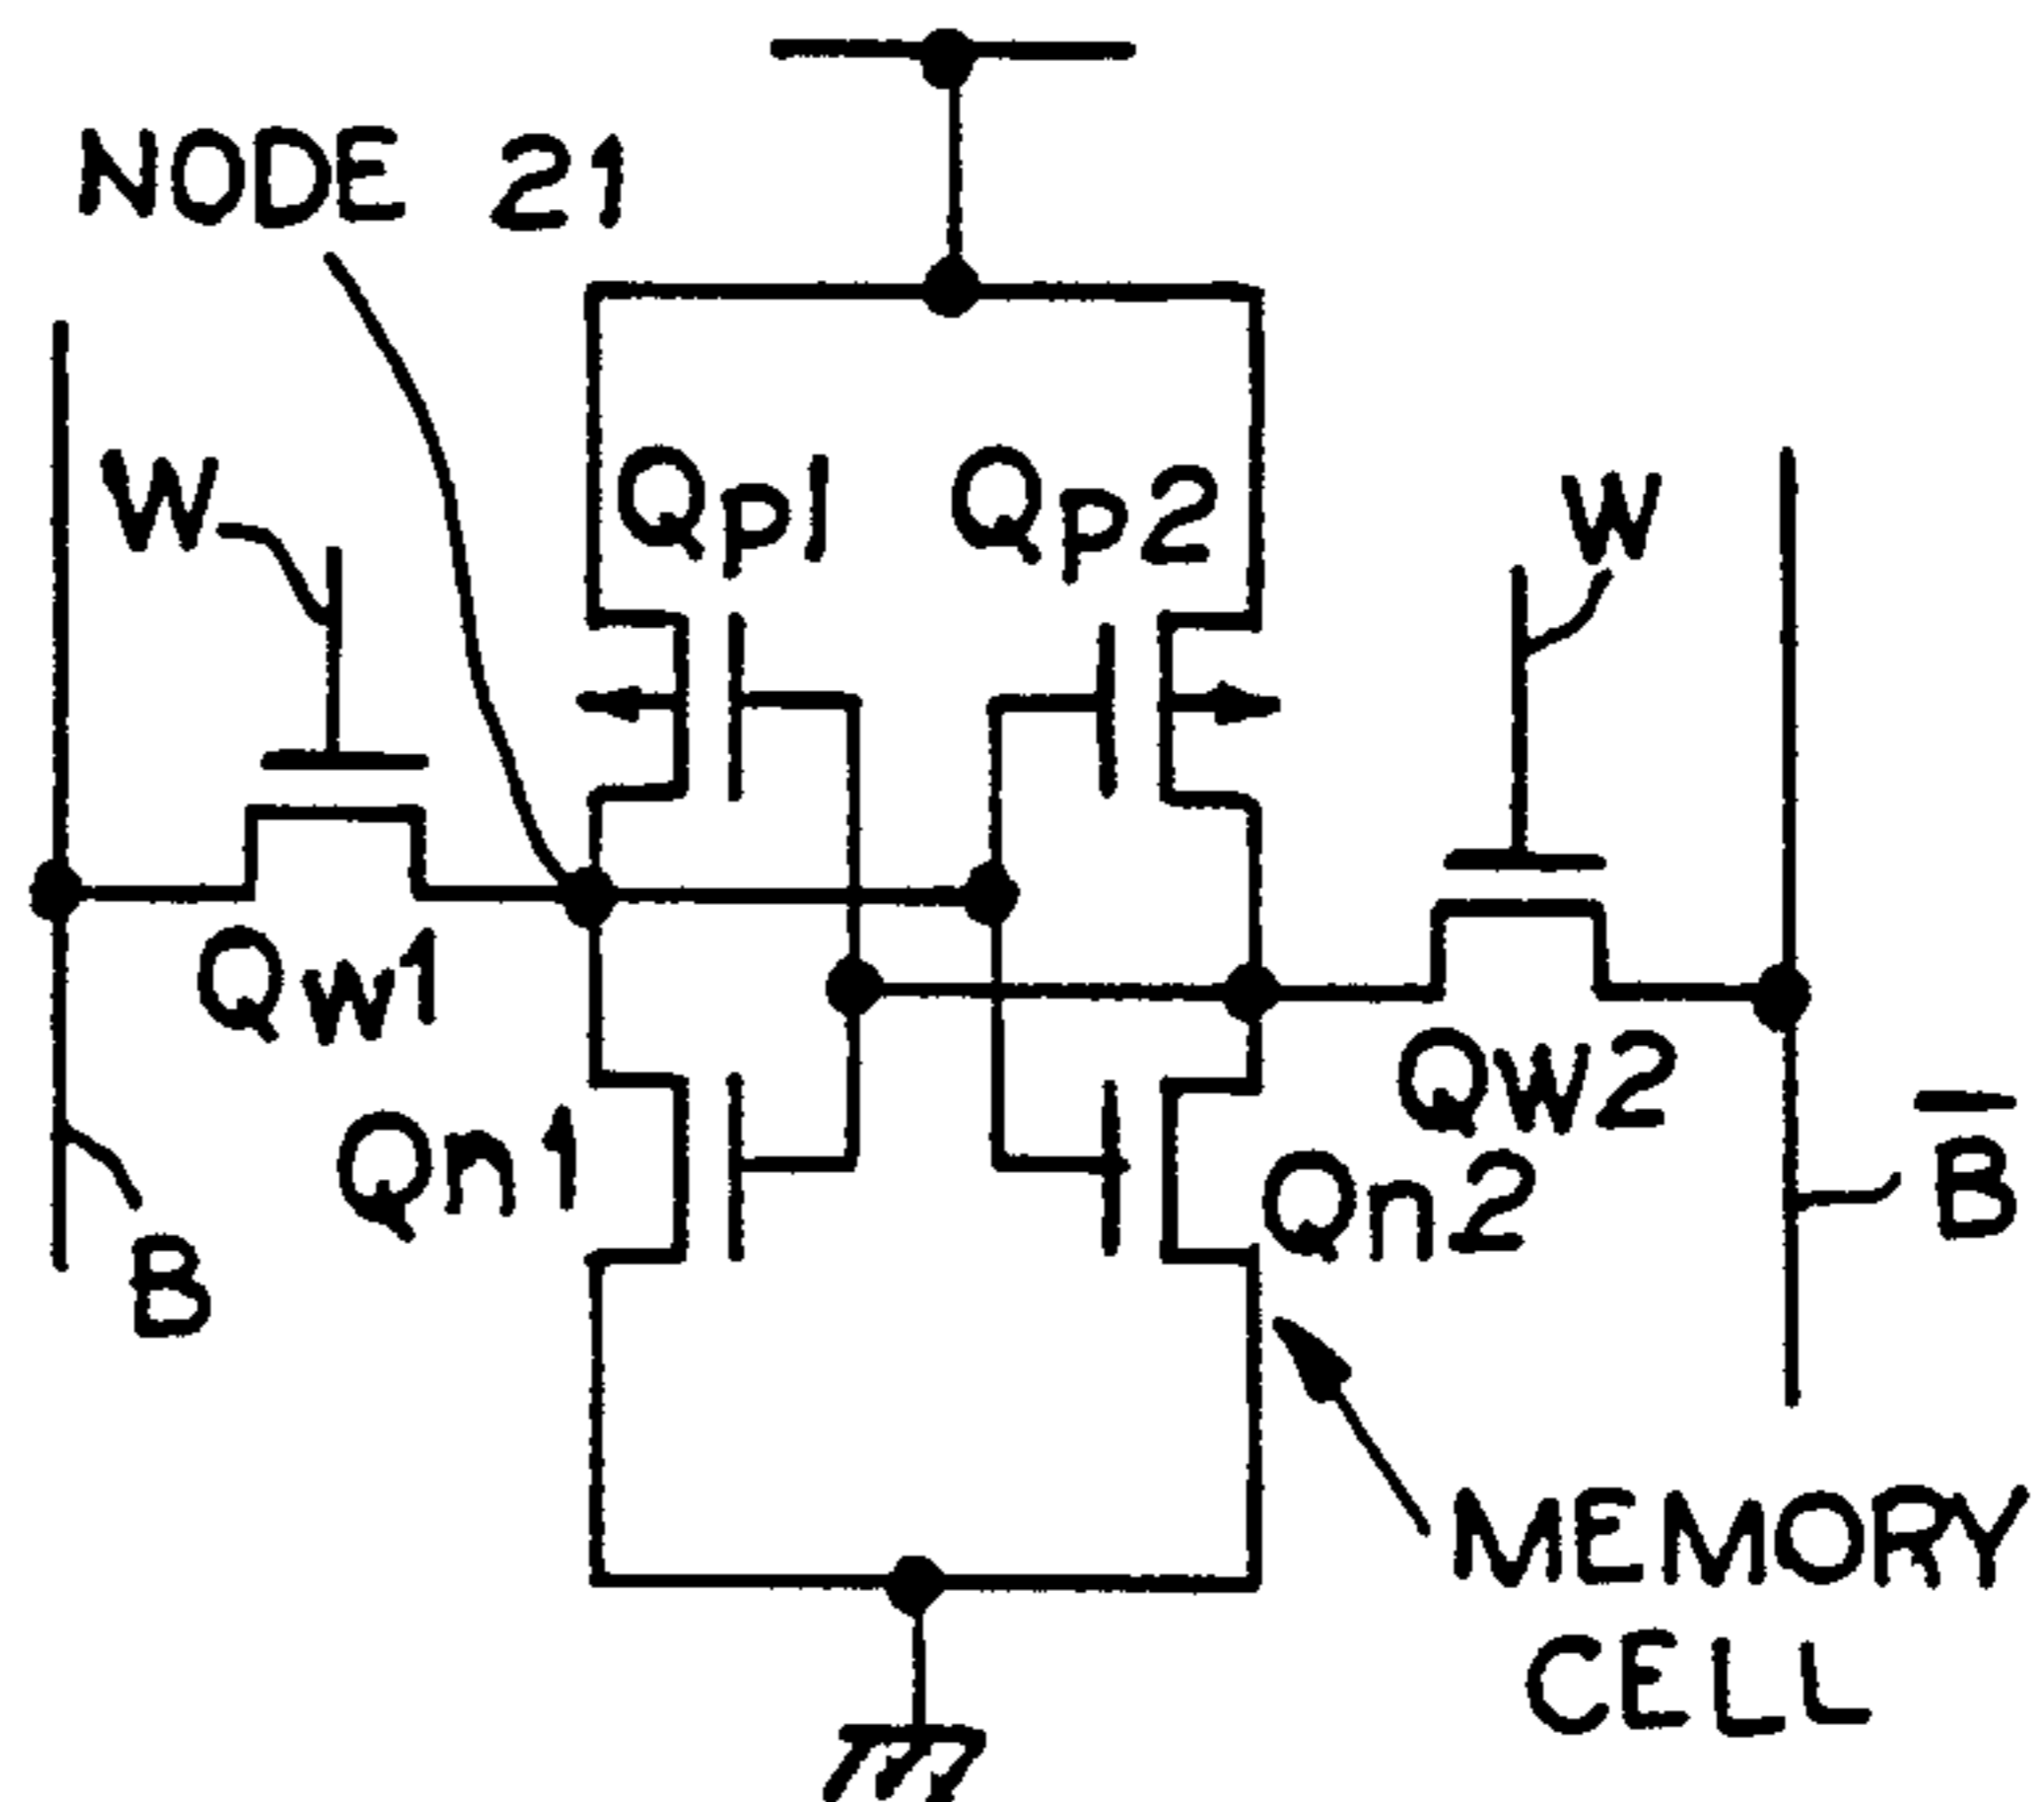 NODE 21
W
Qp1
Qp2
W
Qw1
Qn1
QW2
Qn2
B
B̅
MEMORY
CELL